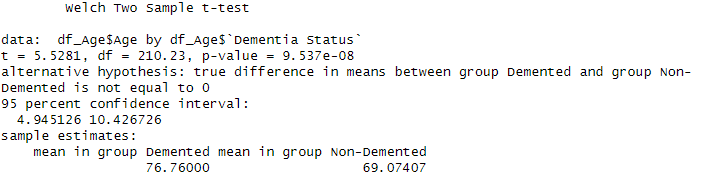 Welch Two Sample t-test
data: df_Age$Age by df_Age$`Dementia Status`
t = 5.5281, df = 210.23, p-value = 9.537e-08
alternative hypothesis: true difference in means between group Demented and group Non-
Demented is not equal to 0
95 percent confidence interval:
4.945126 10.426726
sample estimates:
mean in group Demented mean in group Non-Demented
76.76000 69.07407